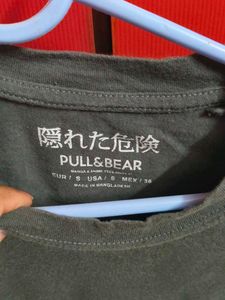 隠れた危険
PULL&BEAR
EUR / S USA / S MEX / 36
MADE IN BANGLADESH